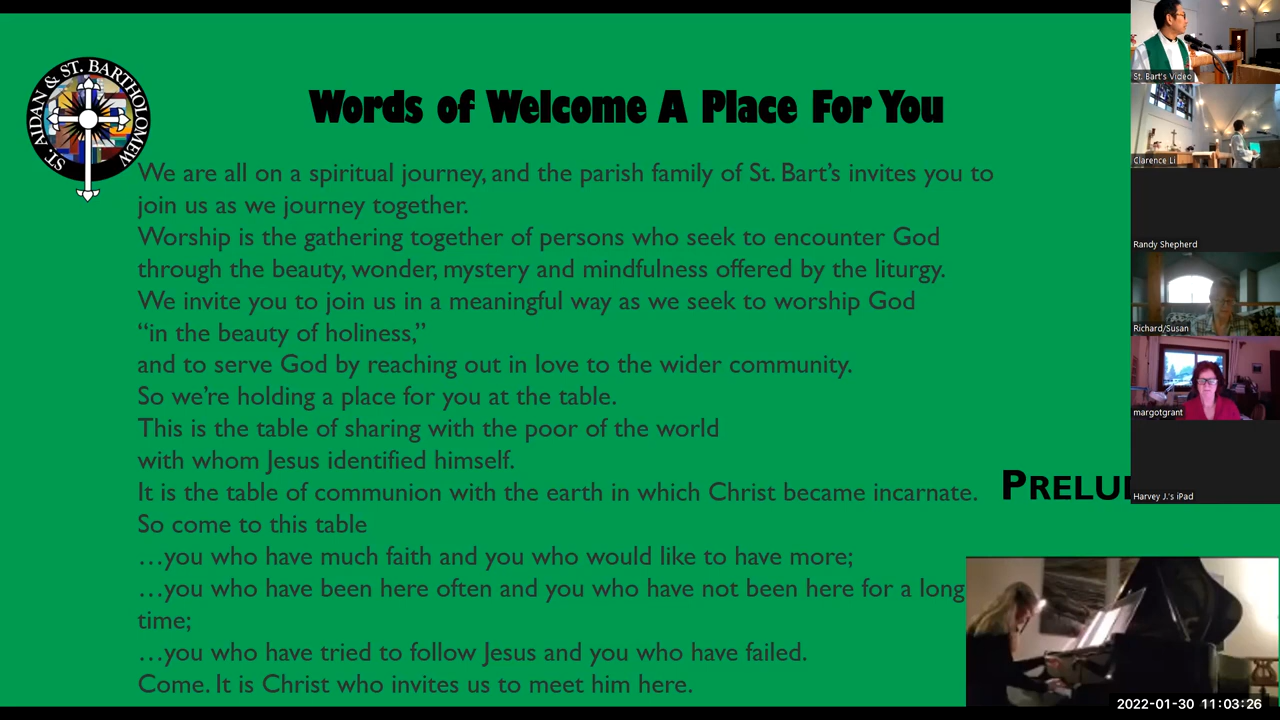 ST. AIDAN & ST. BARTHOLOMEW
Words of Welcome A Place For You
We are all on a spiritual journey, and the parish family of St. Bart’s invites you to
join us as we journey together.
Worship is the gathering together of persons who seek to encounter God
through the beauty, wonder, mystery and mindfulness offered by the liturgy.
We invite you to join us in a meaningful way as we seek to worship God
“in the beauty of holiness,”
and to serve God by reaching out in love to the wider community.
So we’re holding a place for you at the table.
This is the table of sharing with the poor of the world
with whom Jesus identified himself.
It is the table of communion with the earth in which Christ became incarnate.
So come to this table
…you who have much faith and you who would like to have more;
…you who have been here often and you who have not been here for a long
time;
…you who have tried to follow Jesus and you who have failed.
Come. It is Christ who invites us to meet him here.
PRELU
St. Bart's Video
Clarence Li
Randy Shepherd
Richard/Susan
margotgrant
Harvey J.'s iPad
2022-01-30 11:03:26